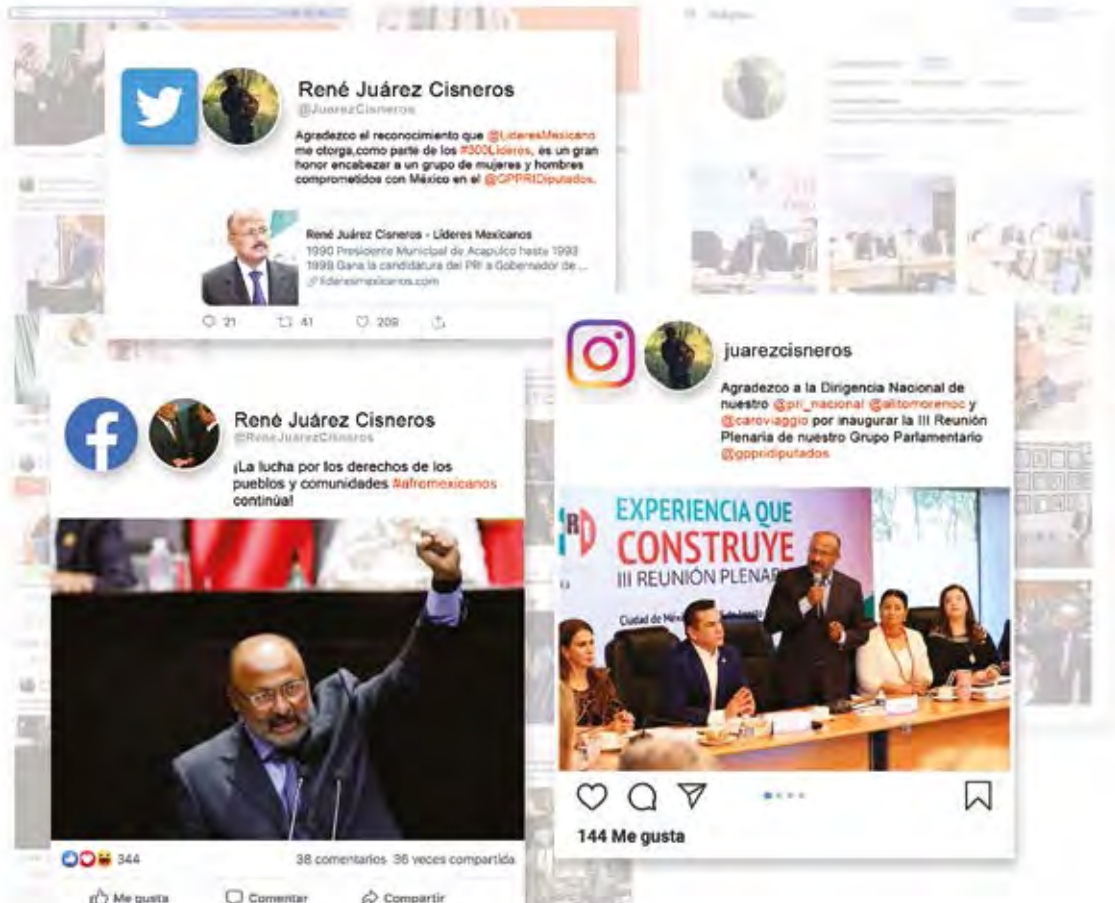 René Juárez Cisneros
@JuarezCisneros
Agradezco el reconocimiento que @LideresMexicano
me otorga,como parte de los #300Lideres, es un gran
honor encabezar a un grupo de mujeres y hombres
comprometidos con México en el @GPPRIDiputados.
René Juárez Cisneros - Líderes Mexicanos
1990 Presidente Municipal de Acapulco hasta 1993
1998 Gana la candidatura del PRI a Gobernador de ...
lideresmexicanos.com
21 41 209
René Juárez Cisneros
@ReneJuarezCisneros
¡La lucha por los derechos de los
pueblos y comunidades #afromexicanos
continúa!
344 38 comentarios 36 veces compartida
Me gusta Comentar Compartir
juarezcisneros
Agradezco a la Dirigencia Nacional de
nuestro @pri_nacional @alitomorenoc y
@caroviaggio por inaugurar la III Reunión
Plenaria de nuestro Grupo Parlamentario
@gppridiputados
EXPERIENCIA QUE
CONSTRUYE
III REUNIÓN
Ciudad de
144 Me gusta